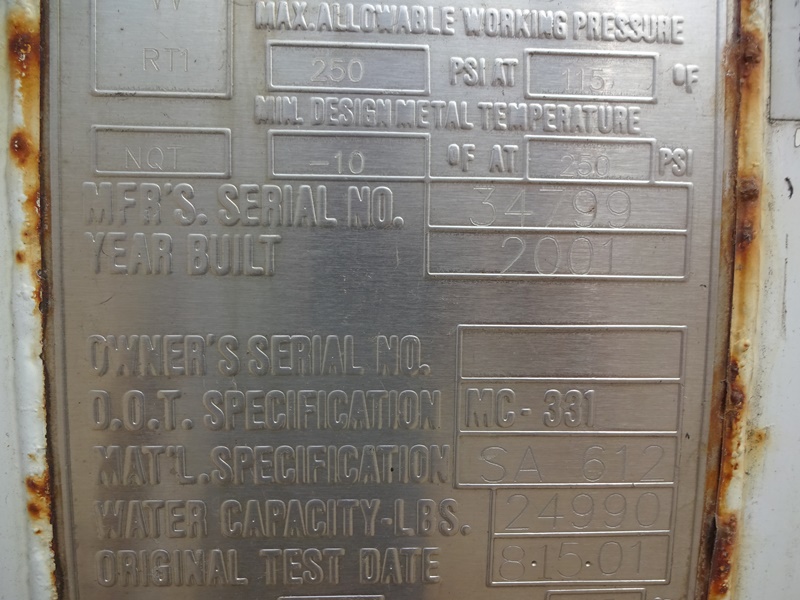 W
MAX. ALLOWABLE WORKING PRESSURE
RT1 250 PSI AT 115 OF
MIN. DESIGN METAL TEMPERATURE
NQT -10 OF AT 250 PSI
MFR'S. SERIAL NO. 34799
YEAR BUILT 2001
OWNER'S SERIAL NO.
D.O.T. SPECIFICATION MC-331
MAT'L. SPECIFICATION SA 612
WATER CAPACITY-LBS. 24990
ORIGINAL TEST DATE 8.15.01